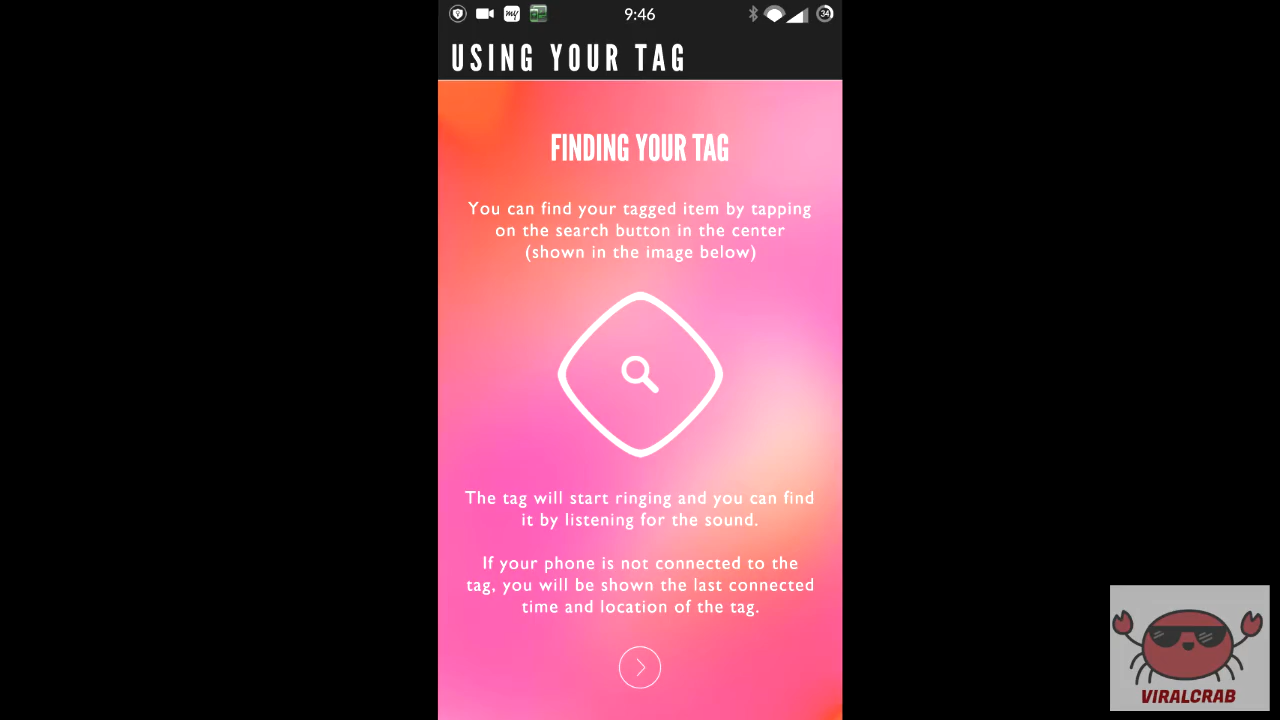 9:46
34
my
USING YOUR TAG
FINDING YOUR TAG
You can find your tagged item by tapping
on the search button in the center
(shown in the image below)
The tag will start ringing and you can find
it by listening for the sound.
If your phone is not connected to the
tag, you will be shown the last connected
time and location of the tag.
VIRALCRAB